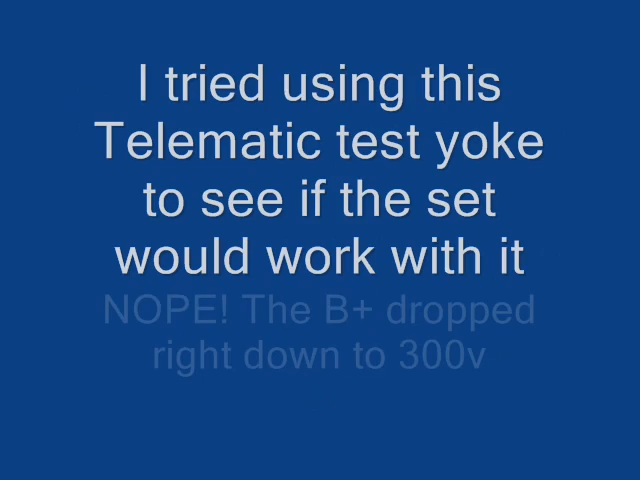 I tried using this
Telematic test yoke
to see if the set
would work with it
NOPE! The B+ dropped
right down to 300v